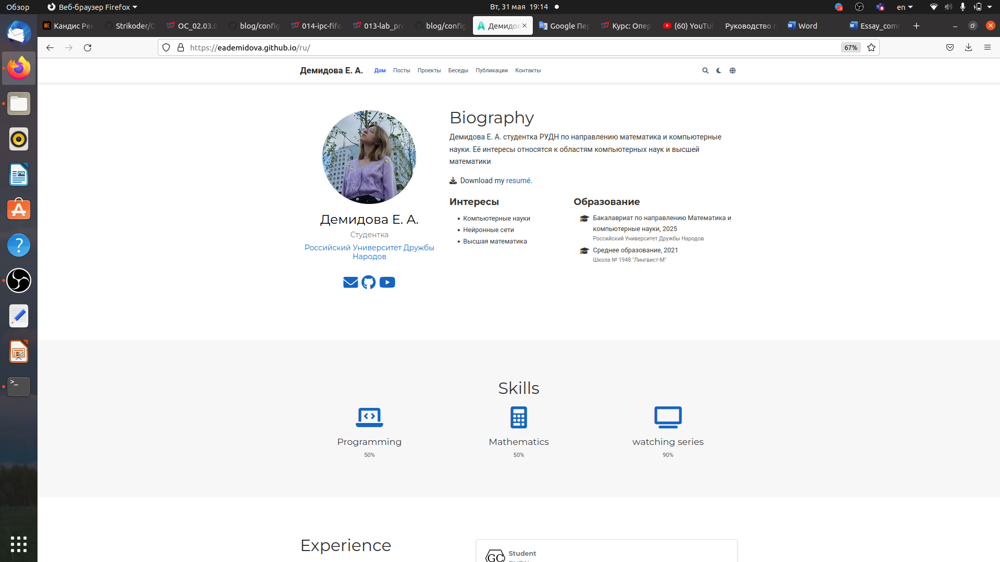 Обзор
Веб-браузер Firefox
Вт, 31 мая 19:14
en
Кандис Ре
Strikoder/O
ОС_02.03.0
blog/config
014-ipc-fifo
013-lab_pro
blog/config
Демидов
Google Пер
Курс: Опер
(60) YouTub
Руководство п
Word
Essay_com
https://eademidova.github.io/ru/
67%
Демидова Е. А.
Дом
Посты
Проекты
Беседы
Публикации
Контакты
Biography
Демидова Е. А. студентка РУДН по направлению математика и компьютерные
науки. Её интересы относятся к областям компьютерных наук и высшей
математики
Download my resumé.
Интересы
Компьютерные науки
Нейронные сети
Высшая математика
Образование
Бакалавриат по направлению Математика и
компьютерные науки, 2025
Российский Университет Дружбы Народов
Среднее образование, 2021
Школа № 1948 "Лингвист-М"
Демидова Е. А.
Студентка
Российский Университет Дружбы
Народов
Skills
Programming
50%
Mathematics
50%
watching series
90%
Experience
GC
Student